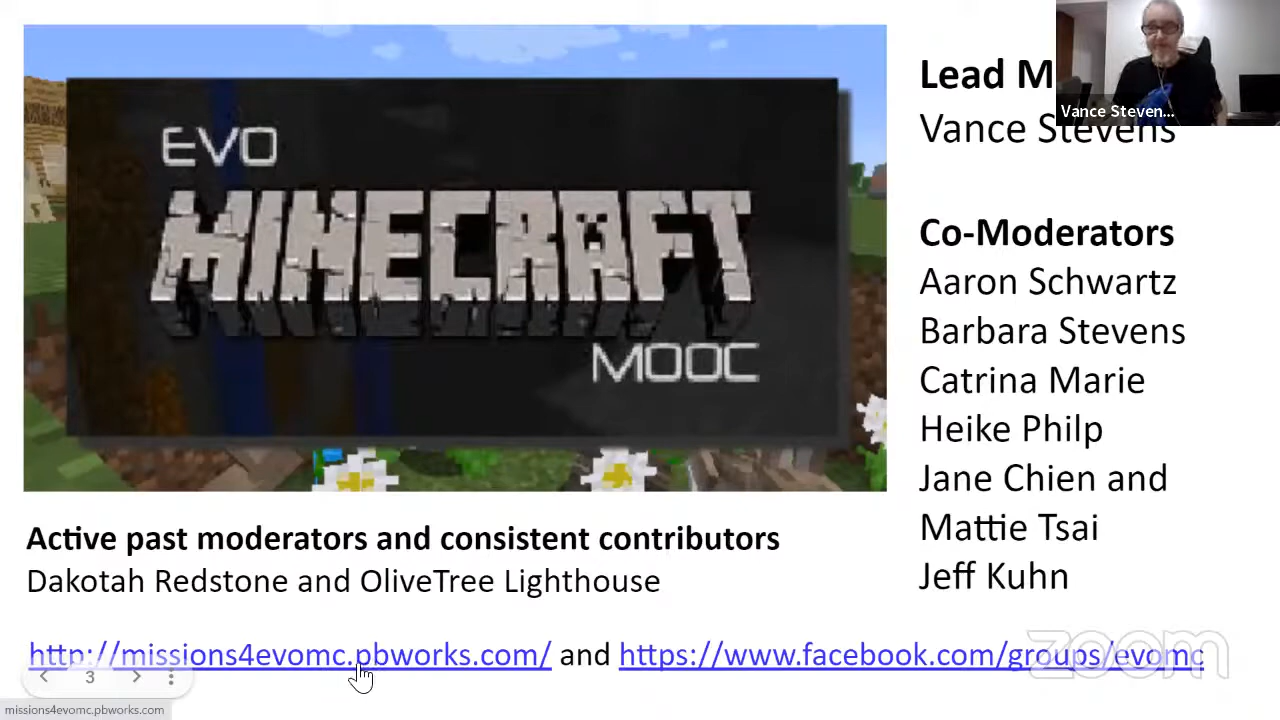 EVO
MINECRAFT
MOOC
Lead M
Vance Stevens
Vance Steven...
Co-Moderators
Aaron Schwartz
Barbara Stevens
Catrina Marie
Heike Philp
Jane Chien and
Mattie Tsai
Jeff Kuhn
Active past moderators and consistent contributors
Dakotah Redstone and OliveTree Lighthouse
http://missions4evomc.pbworks.com/ and https://www.facebook.com/groups/evomc
zoom
3
missions4evomc.pbworks.com